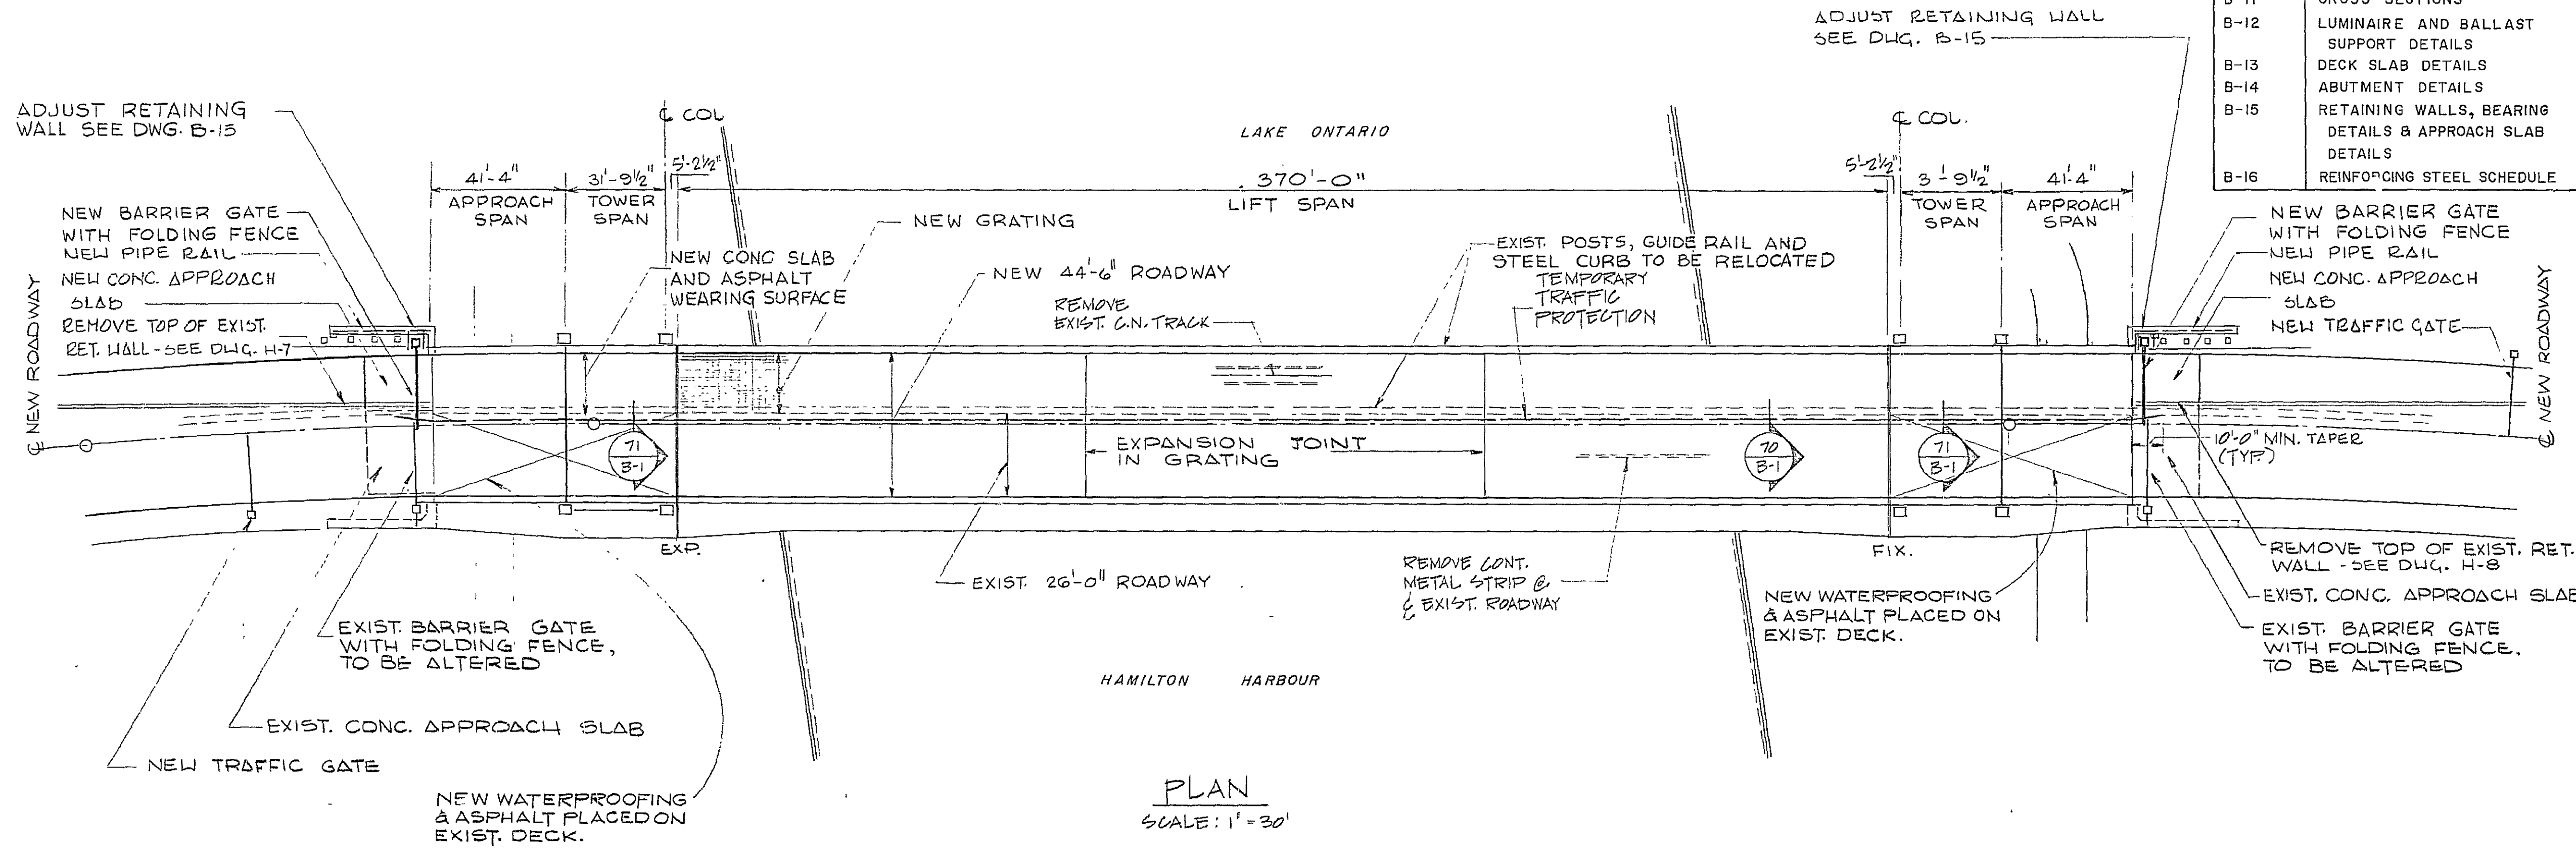 ADJUST RETAINING WALL
SEE DWG. B-15
CROSS SECTIONS
B-12 LUMINAIRE AND BALLAST
SUPPORT DETAILS
B-13 DECK SLAB DETAILS
B-14 ABUTMENT DETAILS
B-15 RETAINING WALLS, BEARING
DETAILS & APPROACH SLAB
DETAILS
B-16 REINFORCING STEEL SCHEDULE
ADJUST RETAINING
WALL SEE DWG. B-15
℄ COL
LAKE ONTARIO
℄ COL.
41'-4"
APPROACH
SPAN
31'-9½"
TOWER
SPAN
5'-2½"
370'-0"
LIFT SPAN
5'-2½"
3 '-9½"
TOWER
SPAN
41'-4"
APPROACH
SPAN
NEW BARRIER GATE
WITH FOLDING FENCE
NEW PIPE RAIL
NEW CONC. APPROACH
SLAB
REMOVE TOP OF EXIST.
RET. WALL - SEE DWG. H-7
℄ NEW ROADWAY
NEW CONC SLAB
AND ASPHALT
WEARING SURFACE
NEW GRATING
NEW 44'-6" ROADWAY
REMOVE
EXIST. C.N. TRACK
EXIST. POSTS, GUIDE RAIL AND
STEEL CURB TO BE RELOCATED
TEMPORARY
TRAFFIC
PROTECTION
NEW BARRIER GATE
WITH FOLDING FENCE
NEW PIPE RAIL
NEW CONC. APPROACH
SLAB
NEW TRAFFIC GATE
℄ NEW ROADWAY
71
B-1
EXPANSION JOINT
IN GRATING
70
B-1
71
B-1
10'-0" MIN. TAPER
(TYP.)
EXP.
FIX.
EXIST. 26'-0" ROADWAY
REMOVE CONT.
METAL STRIP @
℄ EXIST. ROADWAY
NEW WATERPROOFING
& ASPHALT PLACED ON
EXIST. DECK.
REMOVE TOP OF EXIST. RET.
WALL - SEE DWG. H-8
EXIST. CONC. APPROACH SLAB
EXIST. BARRIER GATE
WITH FOLDING FENCE,
TO BE ALTERED
EXIST. BARRIER GATE
WITH FOLDING FENCE,
TO BE ALTERED
EXIST. CONC. APPROACH SLAB
NEW TRAFFIC GATE
HAMILTON HARBOUR
NEW WATERPROOFING
& ASPHALT PLACED ON
EXIST. DECK.
PLAN
SCALE: 1" = 30'